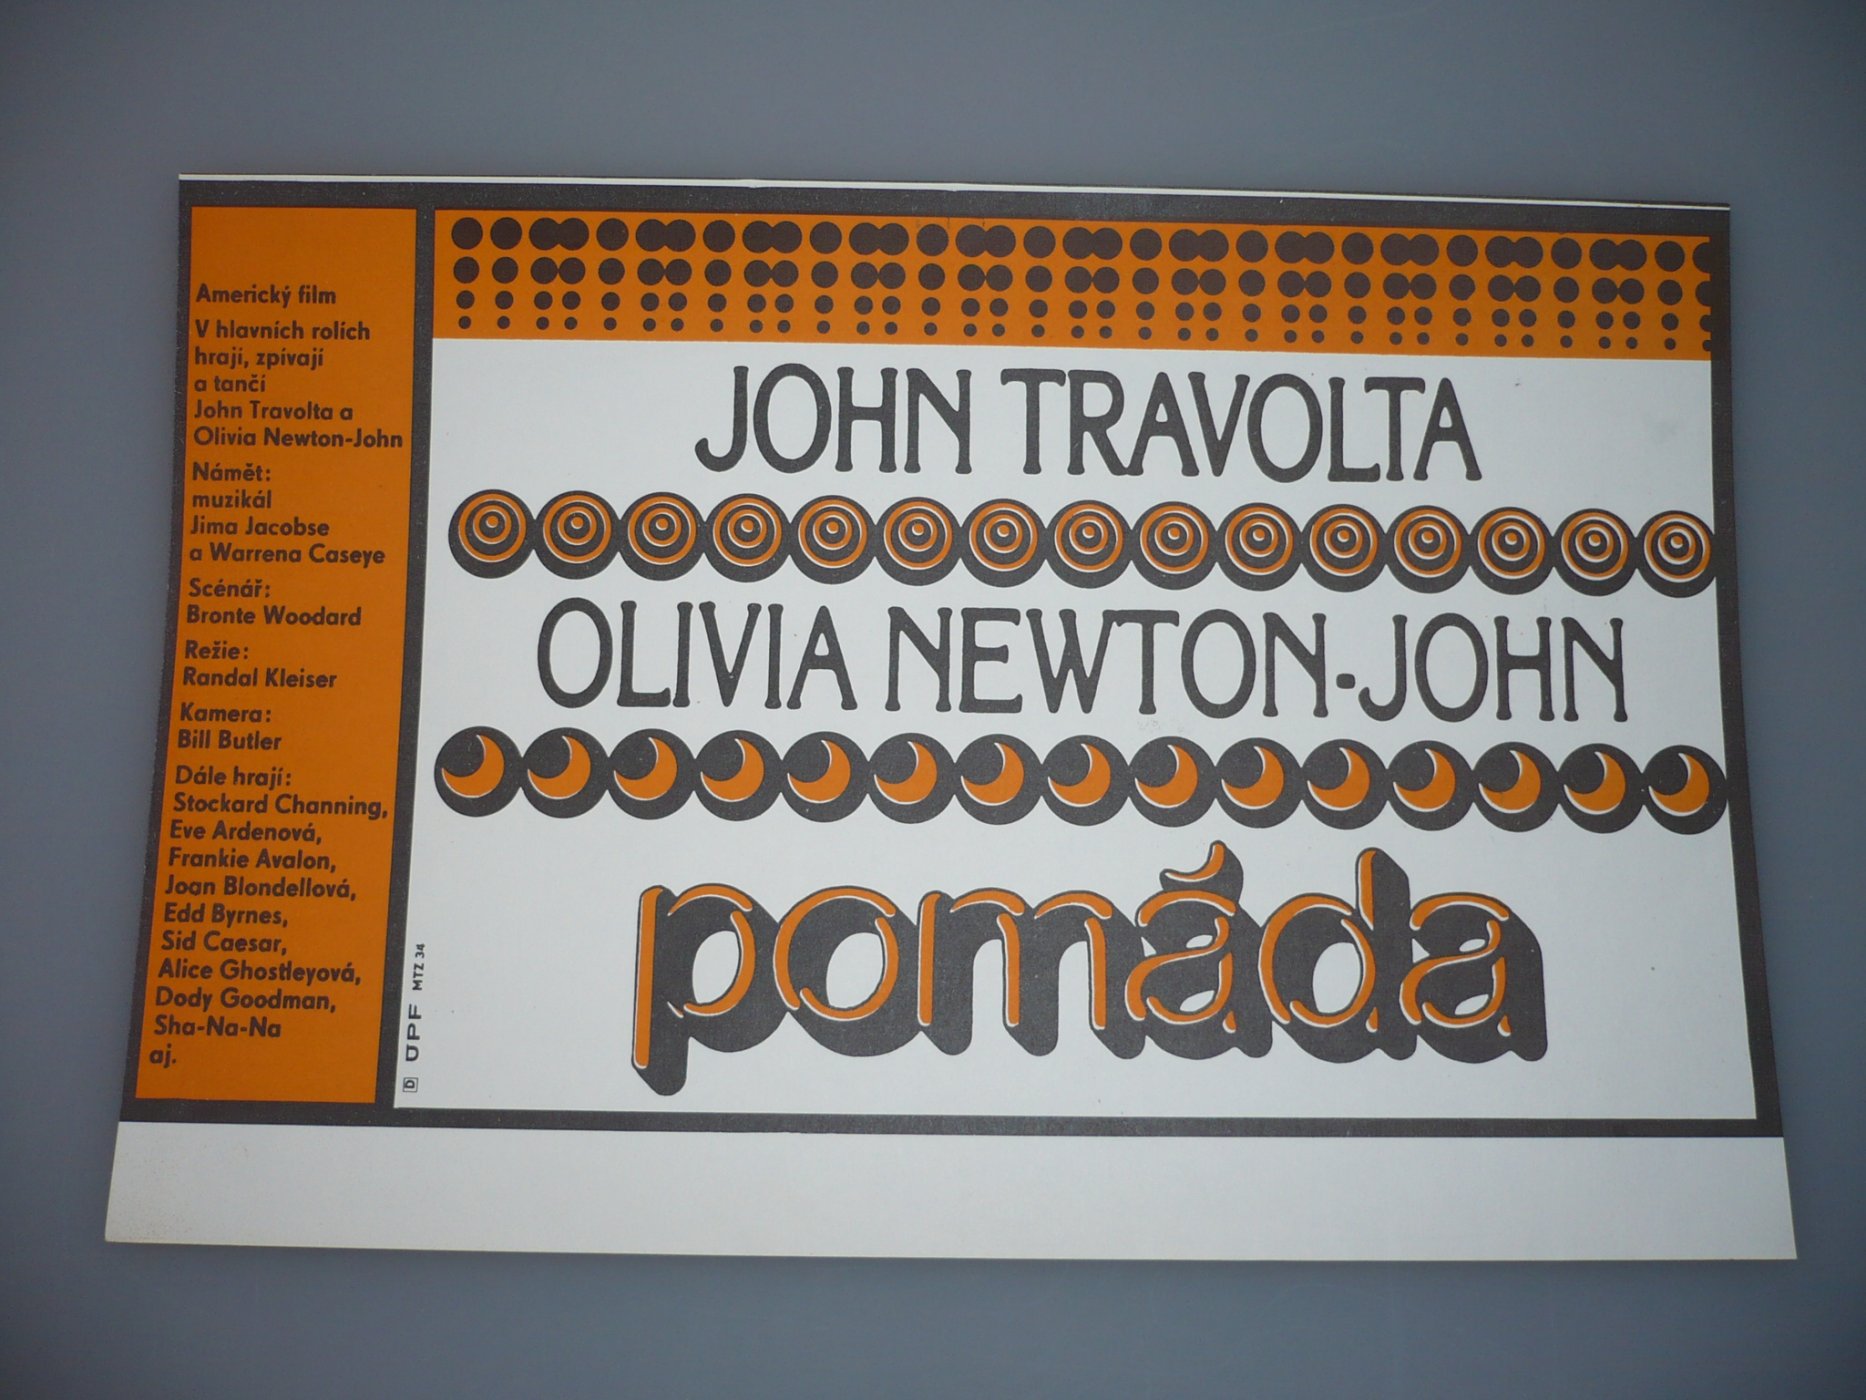 Americký film
V hlavních rolích
hrají, zpívají
a tančí
John Travolta a
Olivia Newton-John
Námět:
muzikál
Jima Jacobse
a Warrena Caseye
Scénář:
Bronte Woodard
Režie:
Randal Kleiser
Kamera:
Bill Butler
Dále hrají:
Stockard Channing,
Eve Ardenová,
Frankie Avalon,
Joan Blondellová,
Edd Byrnes,
Sid Caesar,
Alice Ghostleyová,
Dody Goodman,
Sha-Na-Na
aj.
D ÚPF MTZ 34
JOHN TRAVOLTA
OLIVIA NEWTON-JOHN
pomáda